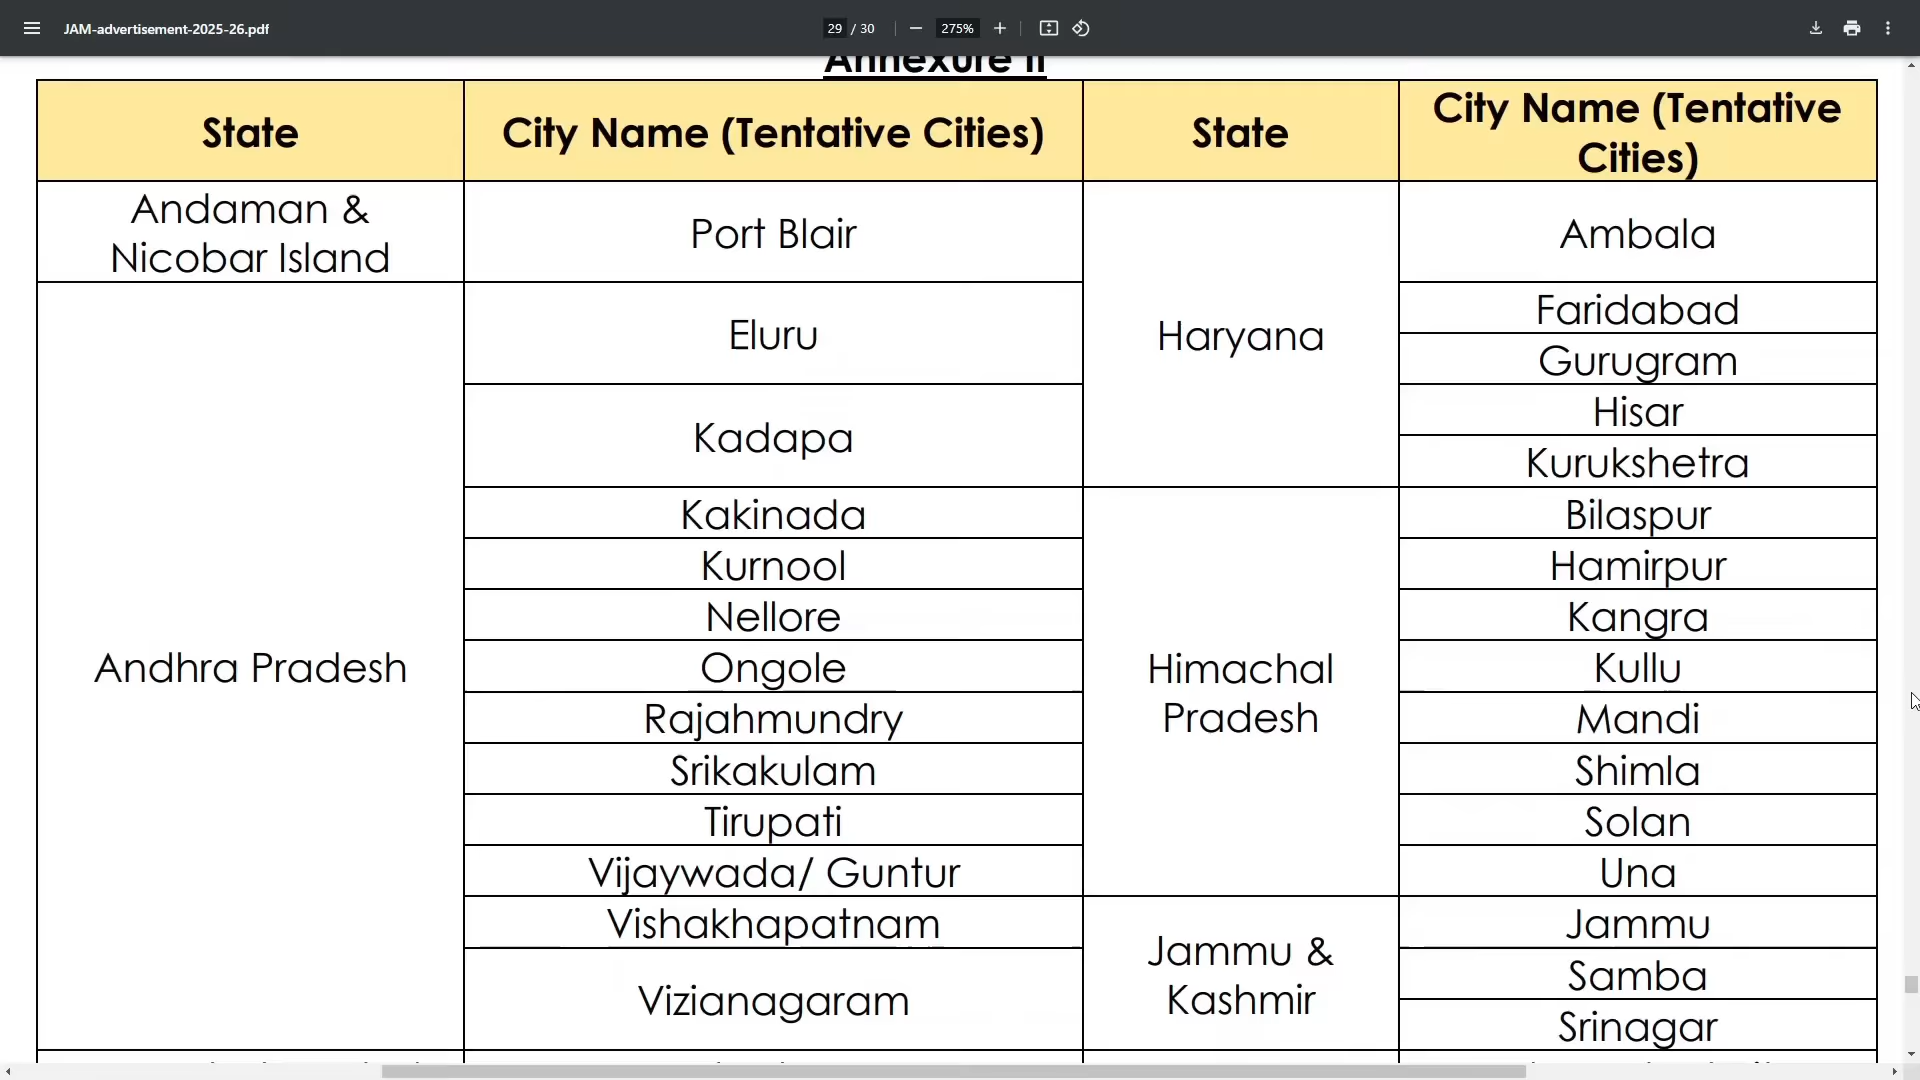 JAM-advertisement-2025-26.pdf
29 / 30
275%
Annexure II
State
City Name (Tentative Cities)
State
City Name (Tentative
Cities)
Andaman &
Nicobar Island
Port Blair
Haryana
Ambala
Andhra Pradesh
Eluru
Faridabad
Gurugram
Kadapa
Hisar
Kurukshetra
Kakinada
Himachal
Pradesh
Bilaspur
Kurnool
Hamirpur
Nellore
Kangra
Ongole
Kullu
Rajahmundry
Mandi
Srikakulam
Shimla
Tirupati
Solan
Vijaywada/ Guntur
Una
Vishakhapatnam
Jammu &
Kashmir
Jammu
Vizianagaram
Samba
Srinagar